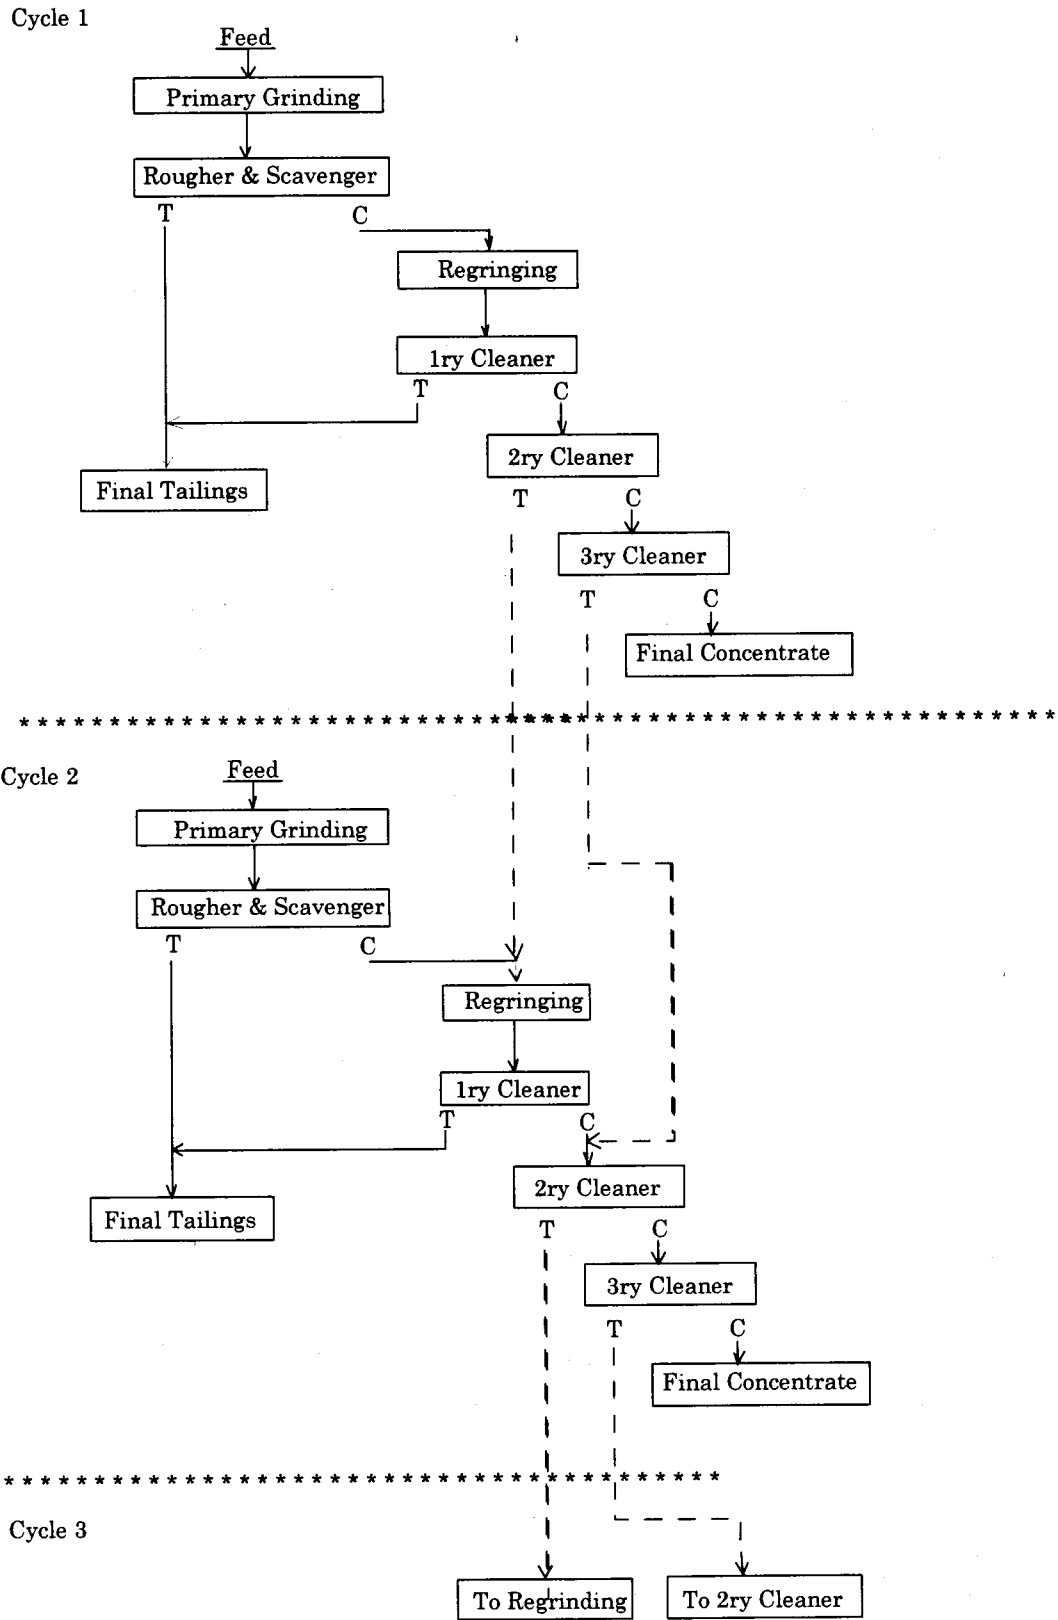 Cycle 1
Feed
Primary Grinding
Rougher & Scavenger
T C
Regringing
1ry Cleaner
T C
2ry Cleaner
Final Tailings
T C
3ry Cleaner
T C
Final Concentrate
* * * * * * * * * * * * * * * * * * * * * * * * * * * * * * * * * * * * * * * * * * * * * * * * * * * * * * * * * *
Cycle 2
Feed
Primary Grinding
Rougher & Scavenger
T C
Regringing
1ry Cleaner
T C
2ry Cleaner
Final Tailings
T C
3ry Cleaner
T C
Final Concentrate
* * * * * * * * * * * * * * * * * * * * * * * * * * * * * * * * * * * * * * * *
Cycle 3
To Regrinding To 2ry Cleaner